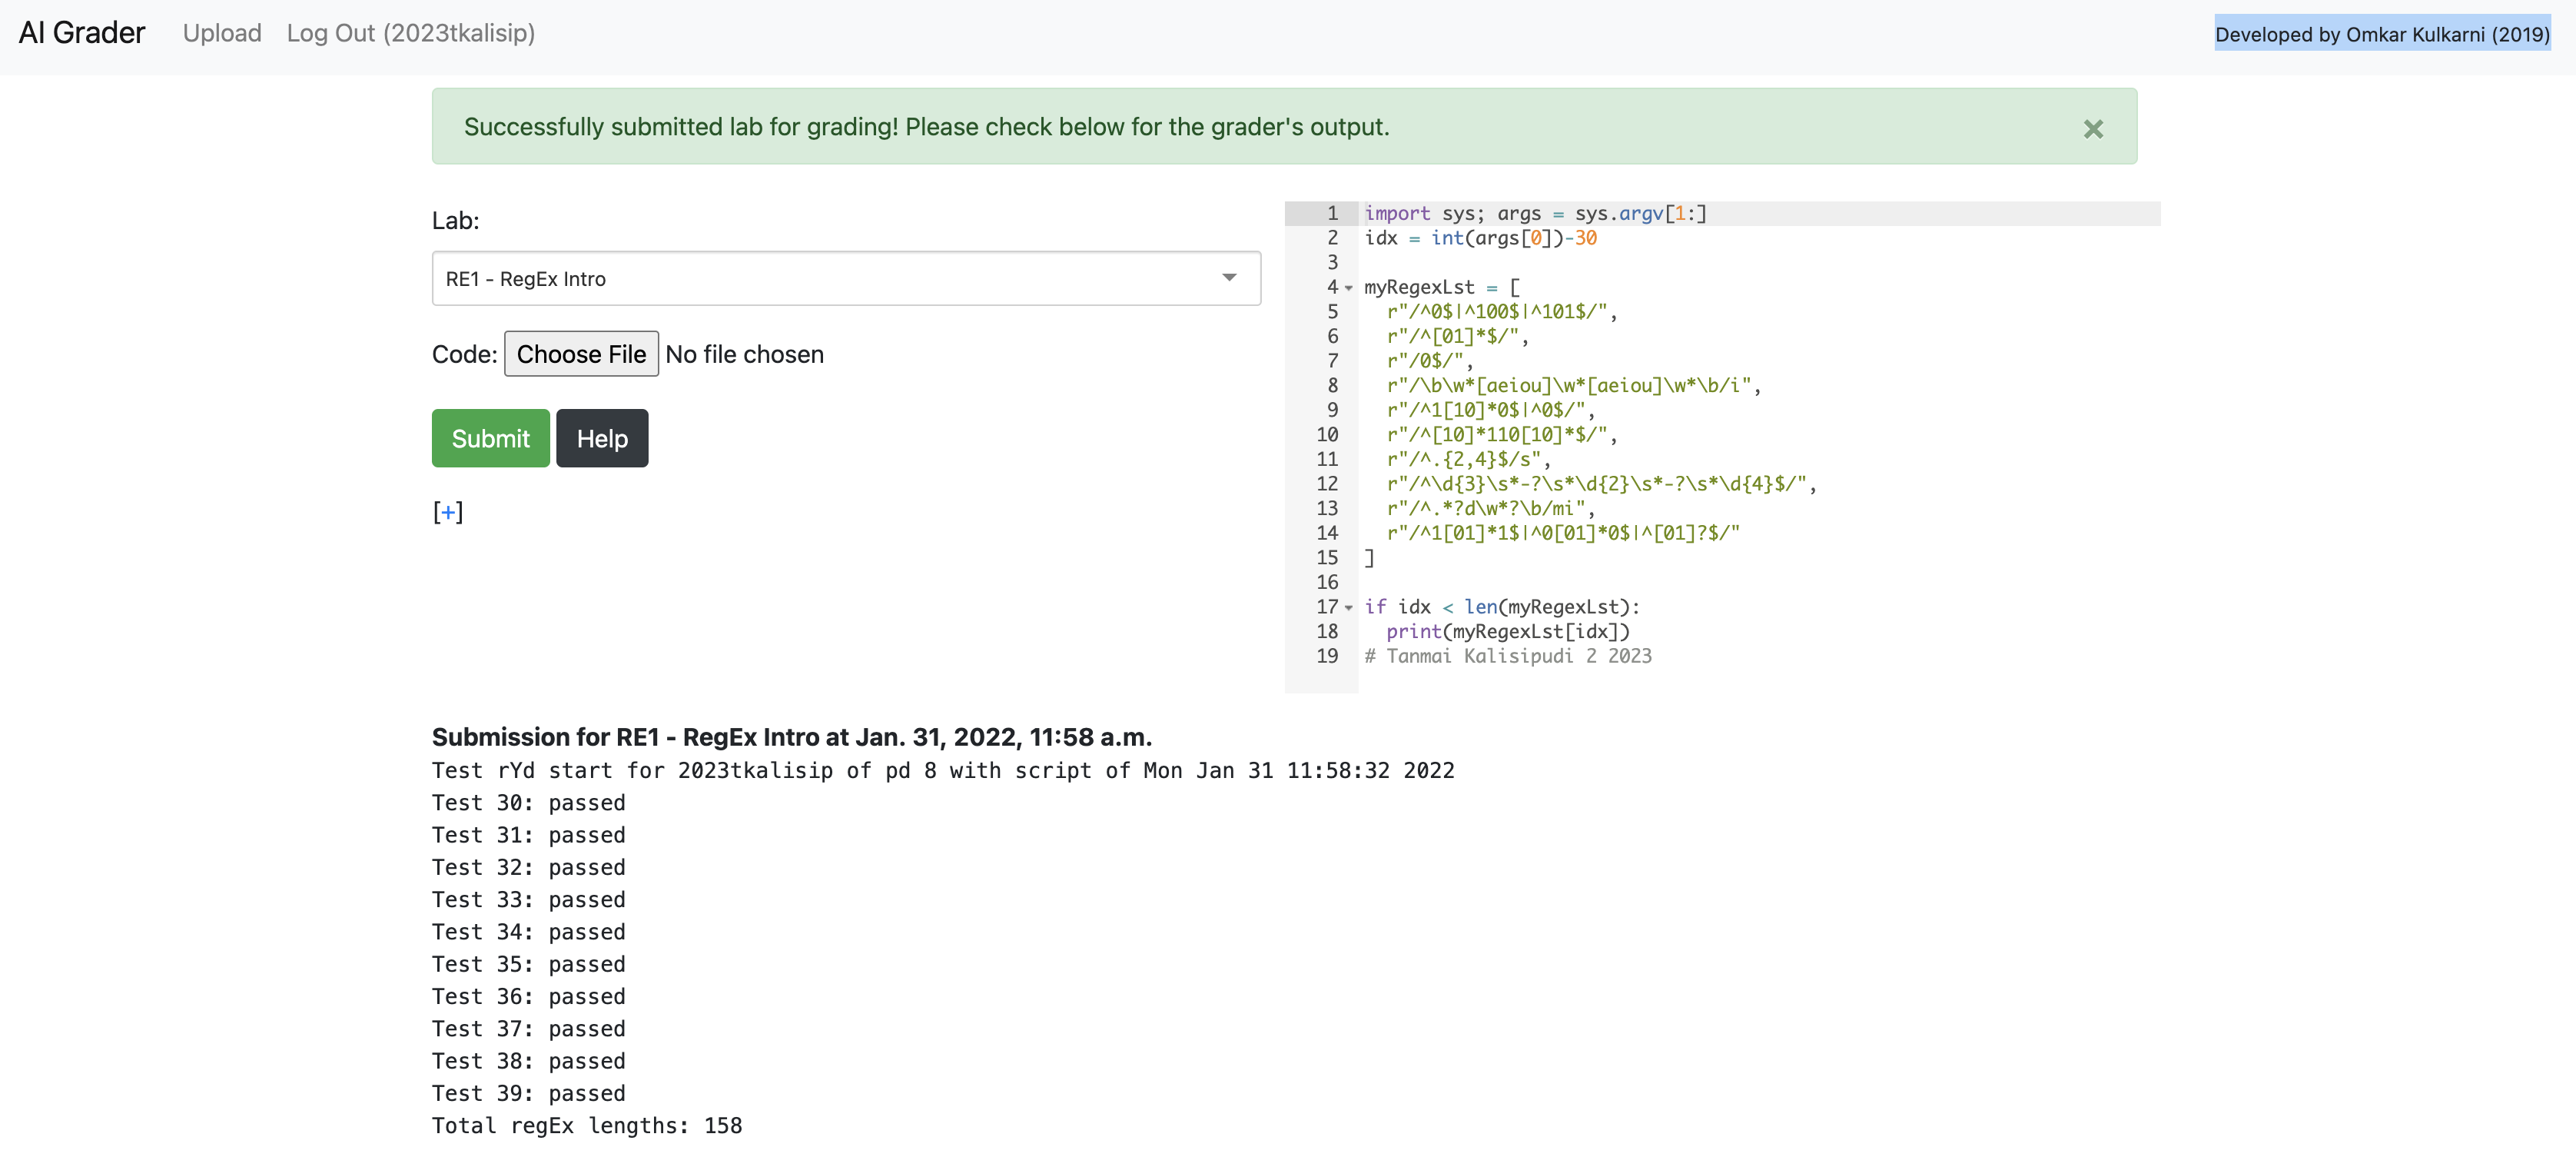 AI Grader Upload Log Out (2023tkalisip) Developed by Omkar Kulkarni (2019)
Successfully submitted lab for grading! Please check below for the grader's output. ×
Lab:
RE1 - RegEx Intro
Code: Choose File No file chosen
Submit Help
[+]
1 import sys; args = sys.argv[1:]
2 idx = int(args[0])-30
3
4 myRegexLst = [
5   r"/^0$|^100$|^101$/",
6   r"/^[01]*$/",
7   r"/0$/",
8   r"/\b\w*[aeiou]\w*[aeiou]\w*\b/i",
9   r"/^1[10]*0$|^0$/",
10   r"/^[10]*110[10]*$/",
11   r"/^.{2,4}$/s",
12   r"/^\d{3}\s*-?\s*\d{2}\s*-?\s*\d{4}$/",
13   r"/^.*?d\w*?\b/mi",
14   r"/^1[01]*1$|^0[01]*0$|^[01]?$/"
15 ]
16
17 if idx < len(myRegexLst):
18   print(myRegexLst[idx])
19 # Tanmai Kalisipudi 2 2023
Submission for RE1 - RegEx Intro at Jan. 31, 2022, 11:58 a.m.
Test rYd start for 2023tkalisip of pd 8 with script of Mon Jan 31 11:58:32 2022
Test 30: passed
Test 31: passed
Test 32: passed
Test 33: passed
Test 34: passed
Test 35: passed
Test 36: passed
Test 37: passed
Test 38: passed
Test 39: passed
Total regEx lengths: 158